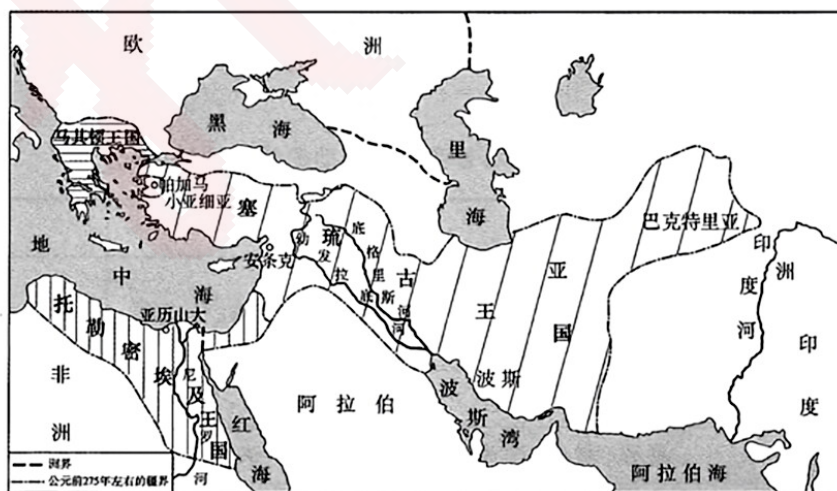 欧洲
黑海
里海
马其顿王国
帕加马
小亚细亚
塞琉古王国
巴克特里亚
亚洲
安条克
幼发拉底河
底格里斯河
地中海
印度河
印度
托勒密埃及王国
亚历山大
尼罗河
波斯
波斯湾
阿拉伯
非洲
红海
阿拉伯海
洲界
公元前275年左右的疆界